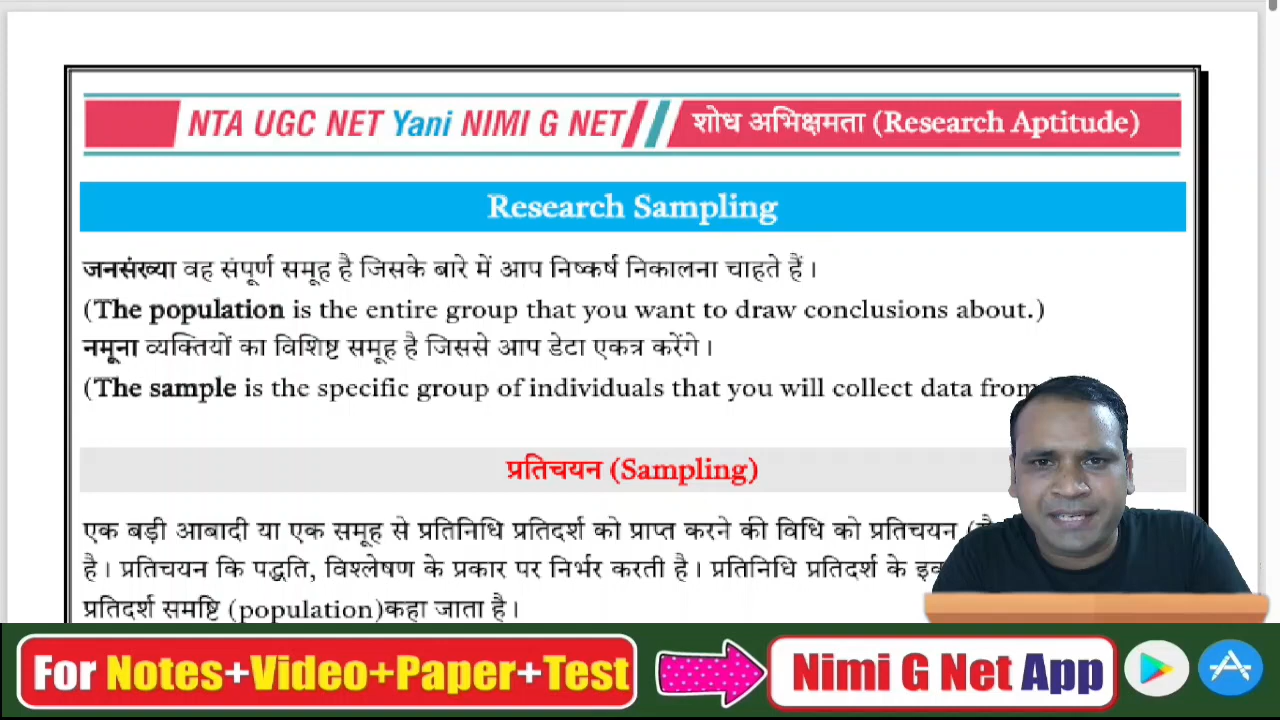 NTA UGC NET Yani NIMI G NET
शोध अभिक्षमता (Research Aptitude)
Research Sampling
जनसंख्या वह संपूर्ण समूह है जिसके बारे में आप निष्कर्ष निकालना चाहते हैं।
(The population is the entire group that you want to draw conclusions about.)
नमूना व्यक्तियों का विशिष्ट समूह है जिससे आप डेटा एकत्र करेंगे।
(The sample is the specific group of individuals that you will collect data from
प्रतिचयन (Sampling)
एक बड़ी आबादी या एक समूह से प्रतिनिधि प्रतिदर्श को प्राप्त करने की विधि को प्रतिचयन
है। प्रतिचयन कि पद्धति, विश्लेषण के प्रकार पर निर्भर करती है। प्रतिनिधि प्रतिदर्श के
प्रतिदर्श समष्टि (population)कहा जाता है।
For Notes+Video+Paper+Test
Nimi G Net App